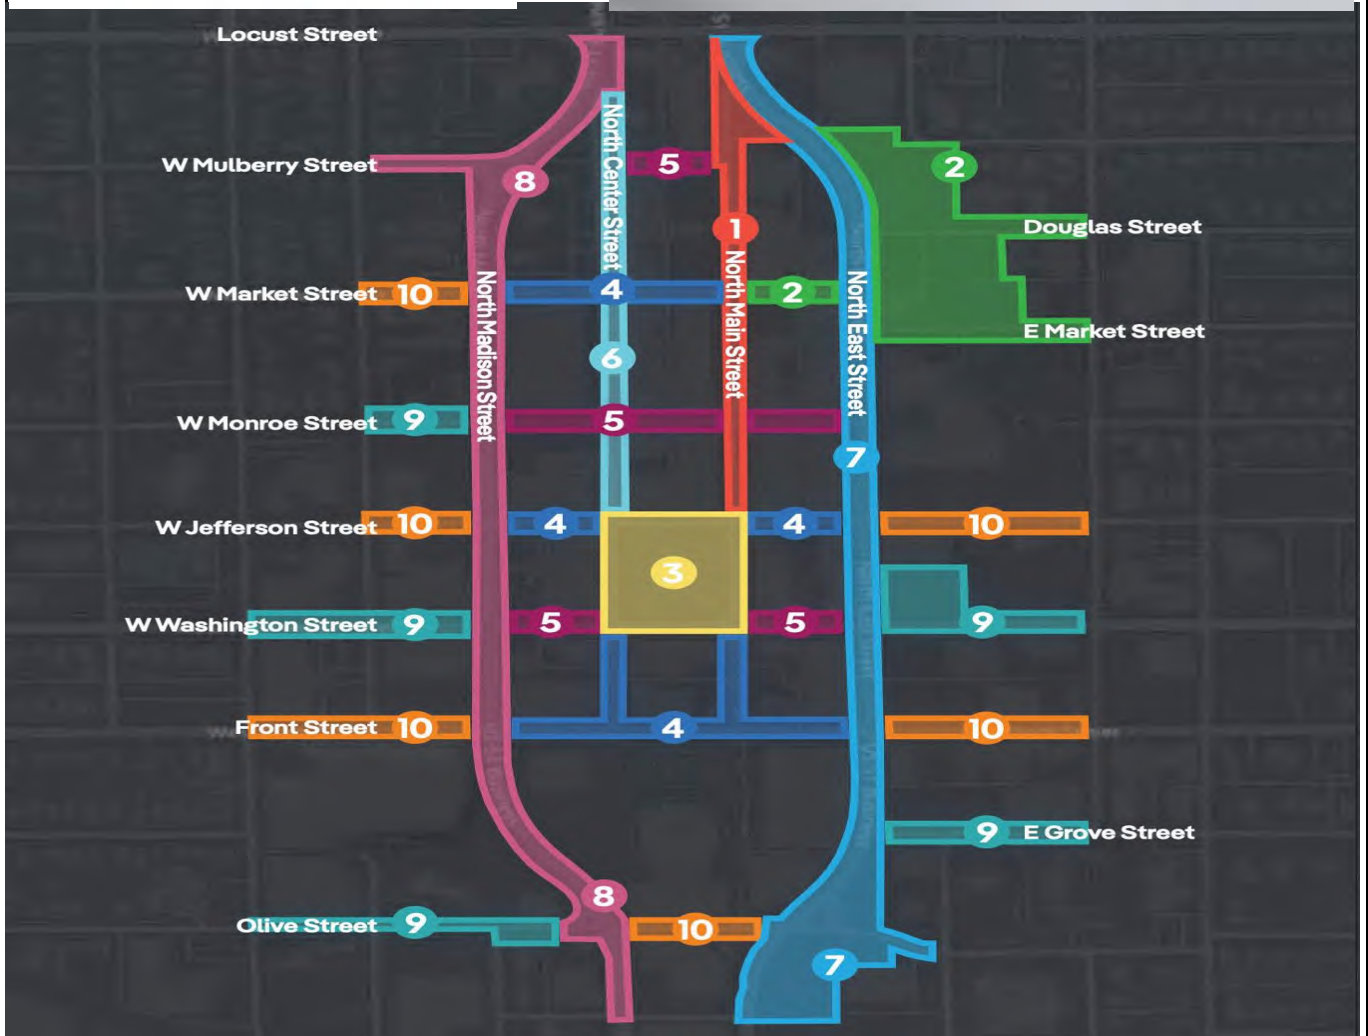 Locust Street
W Mulberry Street
8
North Center Street
5
2
1
Douglas Street
W Market Street
10
North Madison Street
4
North Main Street
2
North East Street
E Market Street
6
W Monroe Street
9
5
7
W Jefferson Street
10
4
4
10
3
W Washington Street
9
5
5
9
Front Street
10
4
10
9
E Grove Street
8
Olive Street
9
10
7